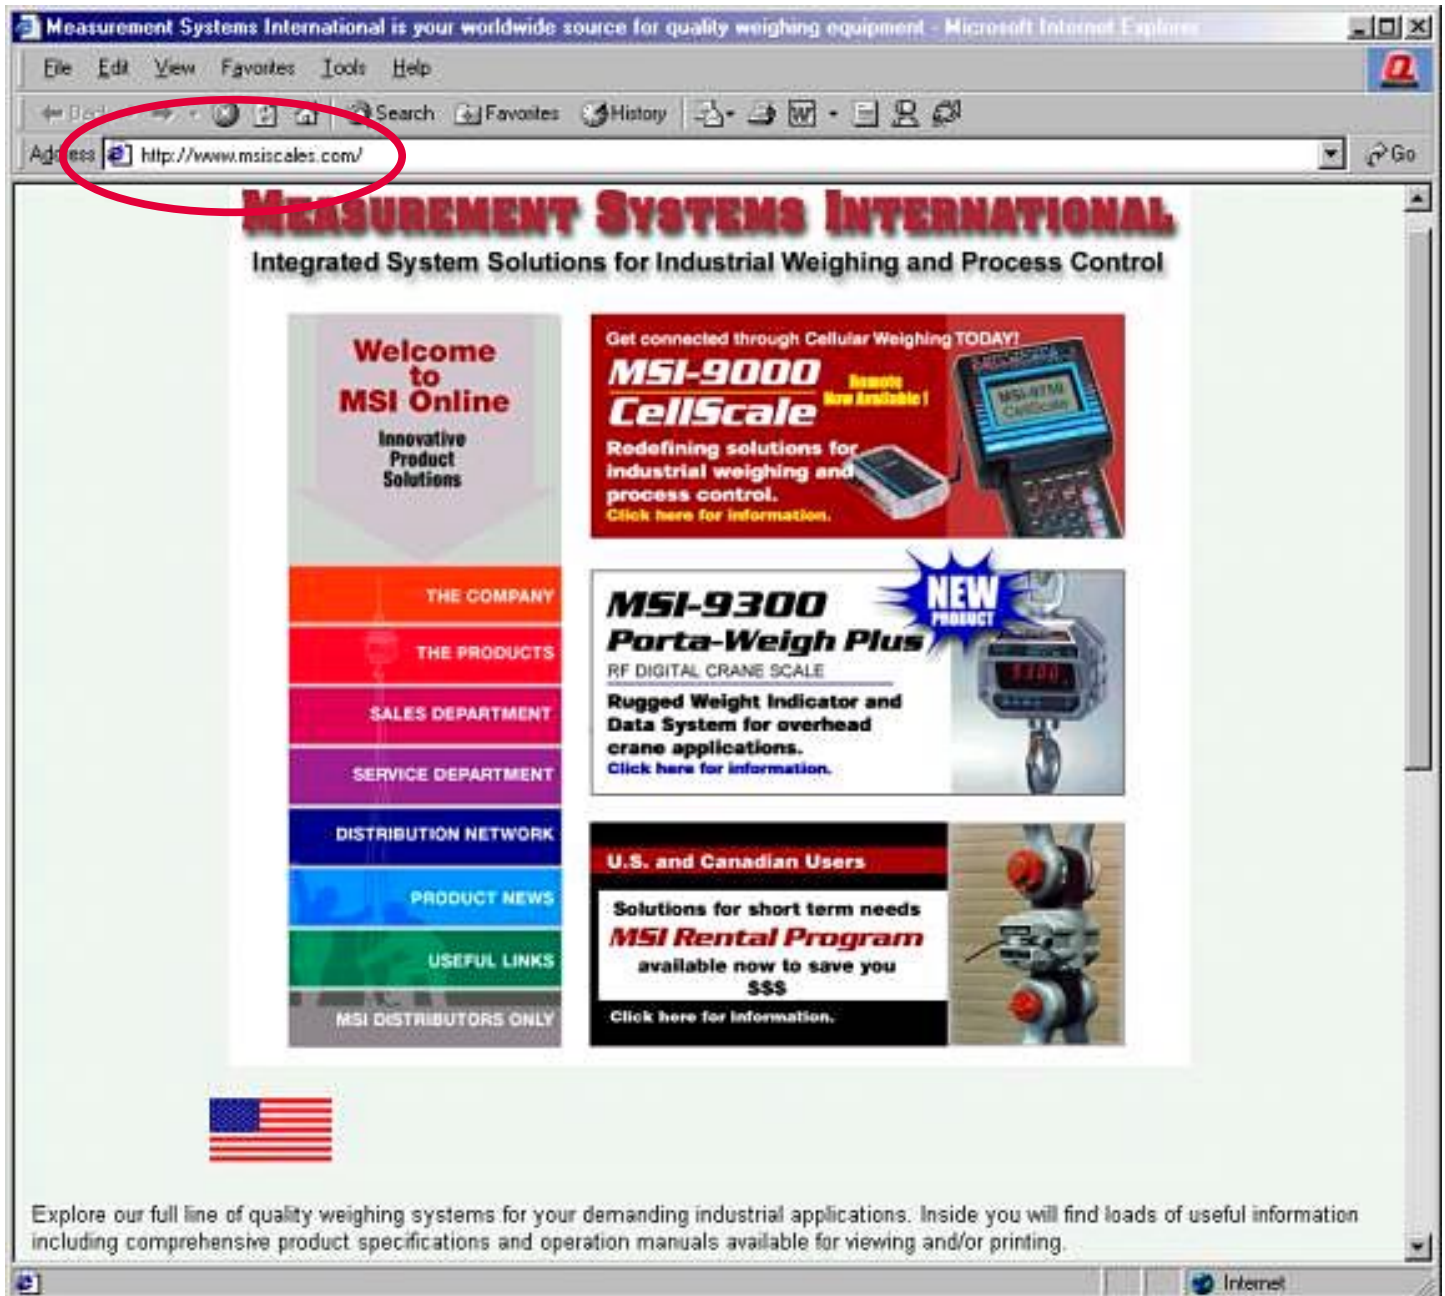 Measurement Systems International is your worldwide source for quality weighing equipment - Microsoft Internet Explorer
File Edit View Favorites Tools Help
Search Favorites History
Address http://www.msiscales.com/ Go
MEASUREMENT SYSTEMS INTERNATIONAL
Integrated System Solutions for Industrial Weighing and Process Control
Welcome
to
MSI Online
Innovative
Product
Solutions
THE COMPANY
THE PRODUCTS
SALES DEPARTMENT
SERVICE DEPARTMENT
DISTRIBUTION NETWORK
PRODUCT NEWS
USEFUL LINKS
MSI DISTRIBUTORS ONLY
Get connected through Cellular Weighing TODAY!
MSI-9000
CellScale
Remote
Now Available !
Redefining solutions for
industrial weighing and
process control.
Click here for information.
MSI-9750
CellScale
NEW
PRODUCT
MSI-9300
Porta-Weigh Plus
RF DIGITAL CRANE SCALE
Rugged Weight Indicator and
Data System for overhead
crane applications.
Click here for information.
9300
U.S. and Canadian Users
Solutions for short term needs
MSI Rental Program
available now to save you
$$$
Click here for information.
Explore our full line of quality weighing systems for your demanding industrial applications. Inside you will find loads of useful information
including comprehensive product specifications and operation manuals available for viewing and/or printing.
Internet